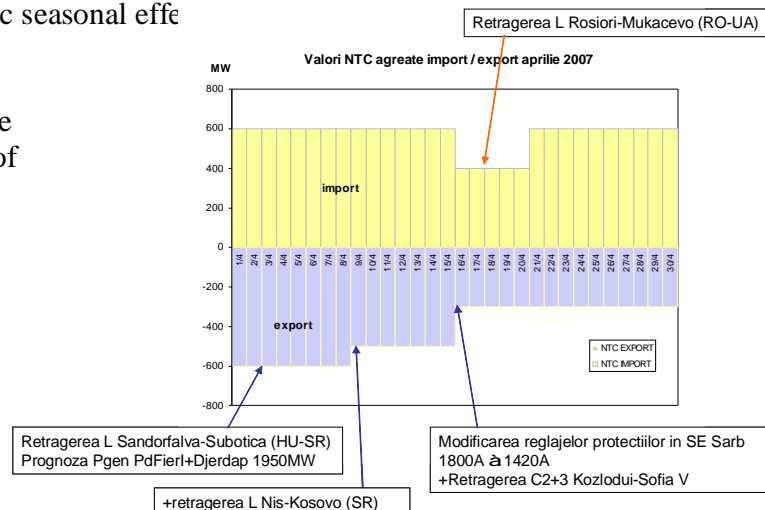 c seasonal effe
Retragerea L Rosiori-Mukacevo (RO-UA)
Valori NTC agreate import / export aprilie 2007
MW
e
of
800
600
400
200
0
-200
-400
-600
-800
import
1/4 2/4 3/4 4/4 5/4 6/4 7/4 8/4 9/4 10/4 11/4 12/4 13/4 14/4 15/4 16/4 17/4 18/4 19/4 20/4 21/4 22/4 23/4 24/4 25/4 26/4 27/4 28/4 29/4 30/4
export
NTC EXPORT
NTC IMPORT
Retragerea L Sandorfalva-Subotica (HU-SR)
Prognoza Pgen PdFierI+Djerdap 1950MW
Modificarea reglajelor protectiilor in SE Sarb
1800A à 1420A
+Retragerea C2+3 Kozlodui-Sofia V
+retragerea L Nis-Kosovo (SR)